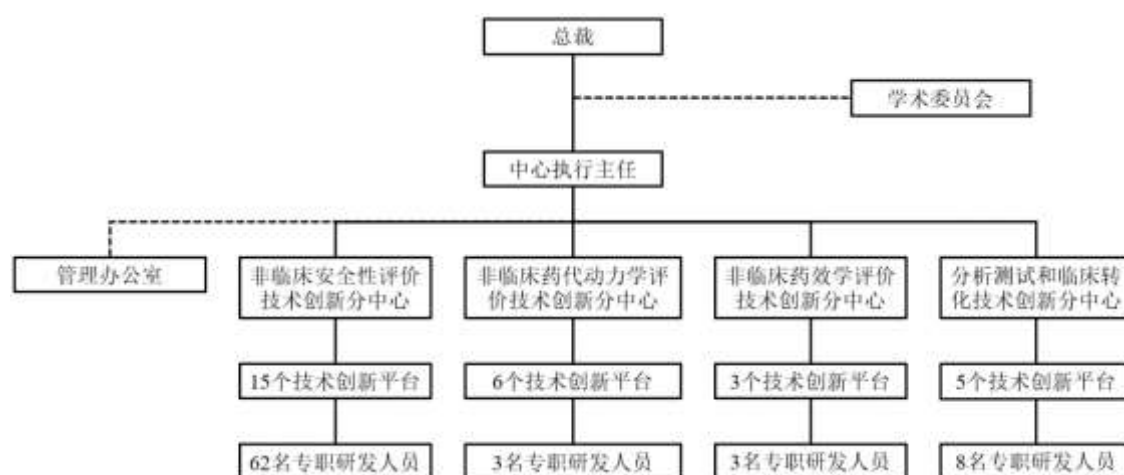 总裁
学术委员会
中心执行主任
管理办公室
非临床安全性评价
技术创新分中心
非临床药代动力学评
价技术创新分中心
非临床药效学评价
技术创新分中心
分析测试和临床转
化技术创新分中心
15个技术创新平台
6个技术创新平台
3个技术创新平台
5个技术创新平台
62名专职研发人员
3名专职研发人员
3名专职研发人员
8名专职研发人员